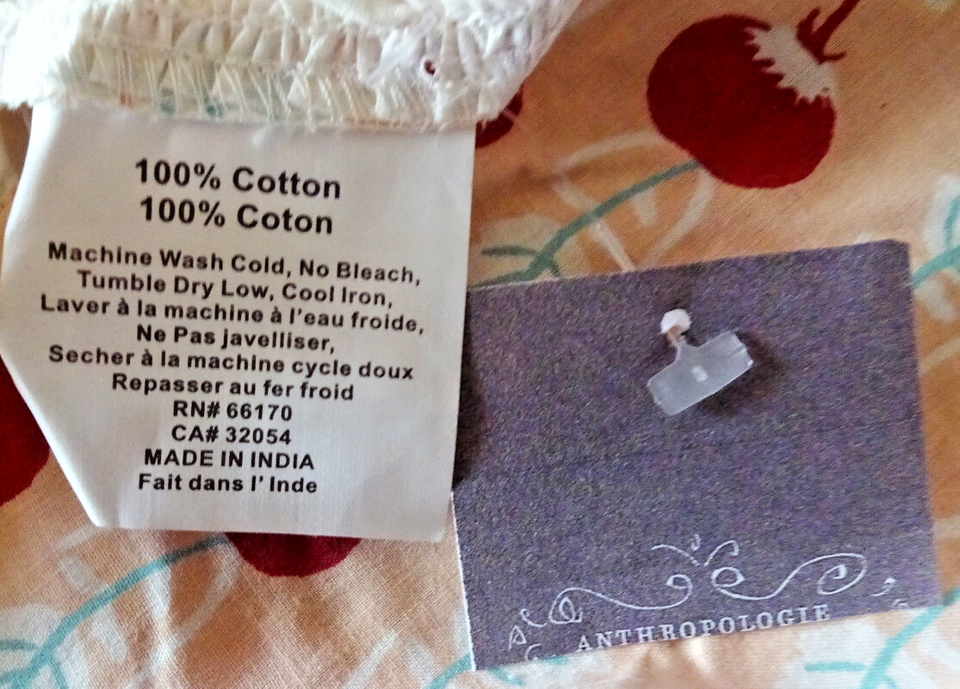 100% Cotton
100% Coton
Machine Wash Cold, No Bleach,
Tumble Dry Low, Cool Iron,
Laver à la machine à l'eau froide,
Ne Pas javelliser,
Secher à la machine cycle doux
Repasser au fer froid
RN# 66170
CA# 32054
MADE IN INDIA
Fait dans l' Inde
ANTHROPOLOGIE